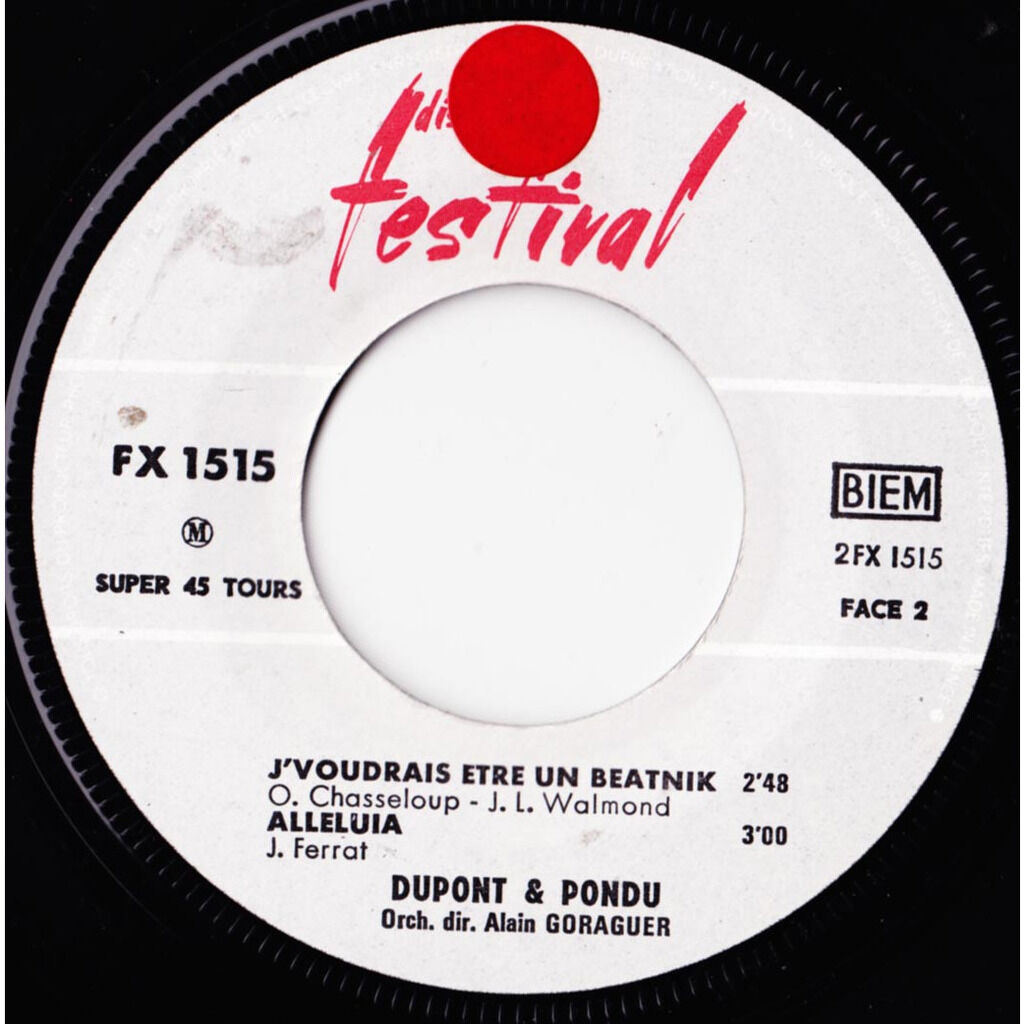 festival
FX 1515
M
SUPER 45 TOURS
BIEM
2FX 1515
FACE 2
J'VOUDRAIS ETRE UN BEATNIK 2'48
O. Chasseloup - J. L. Walmond
ALLELUIA 3'00
J. Ferrat
DUPONT & PONDU
Orch. dir. Alain GORAGUER